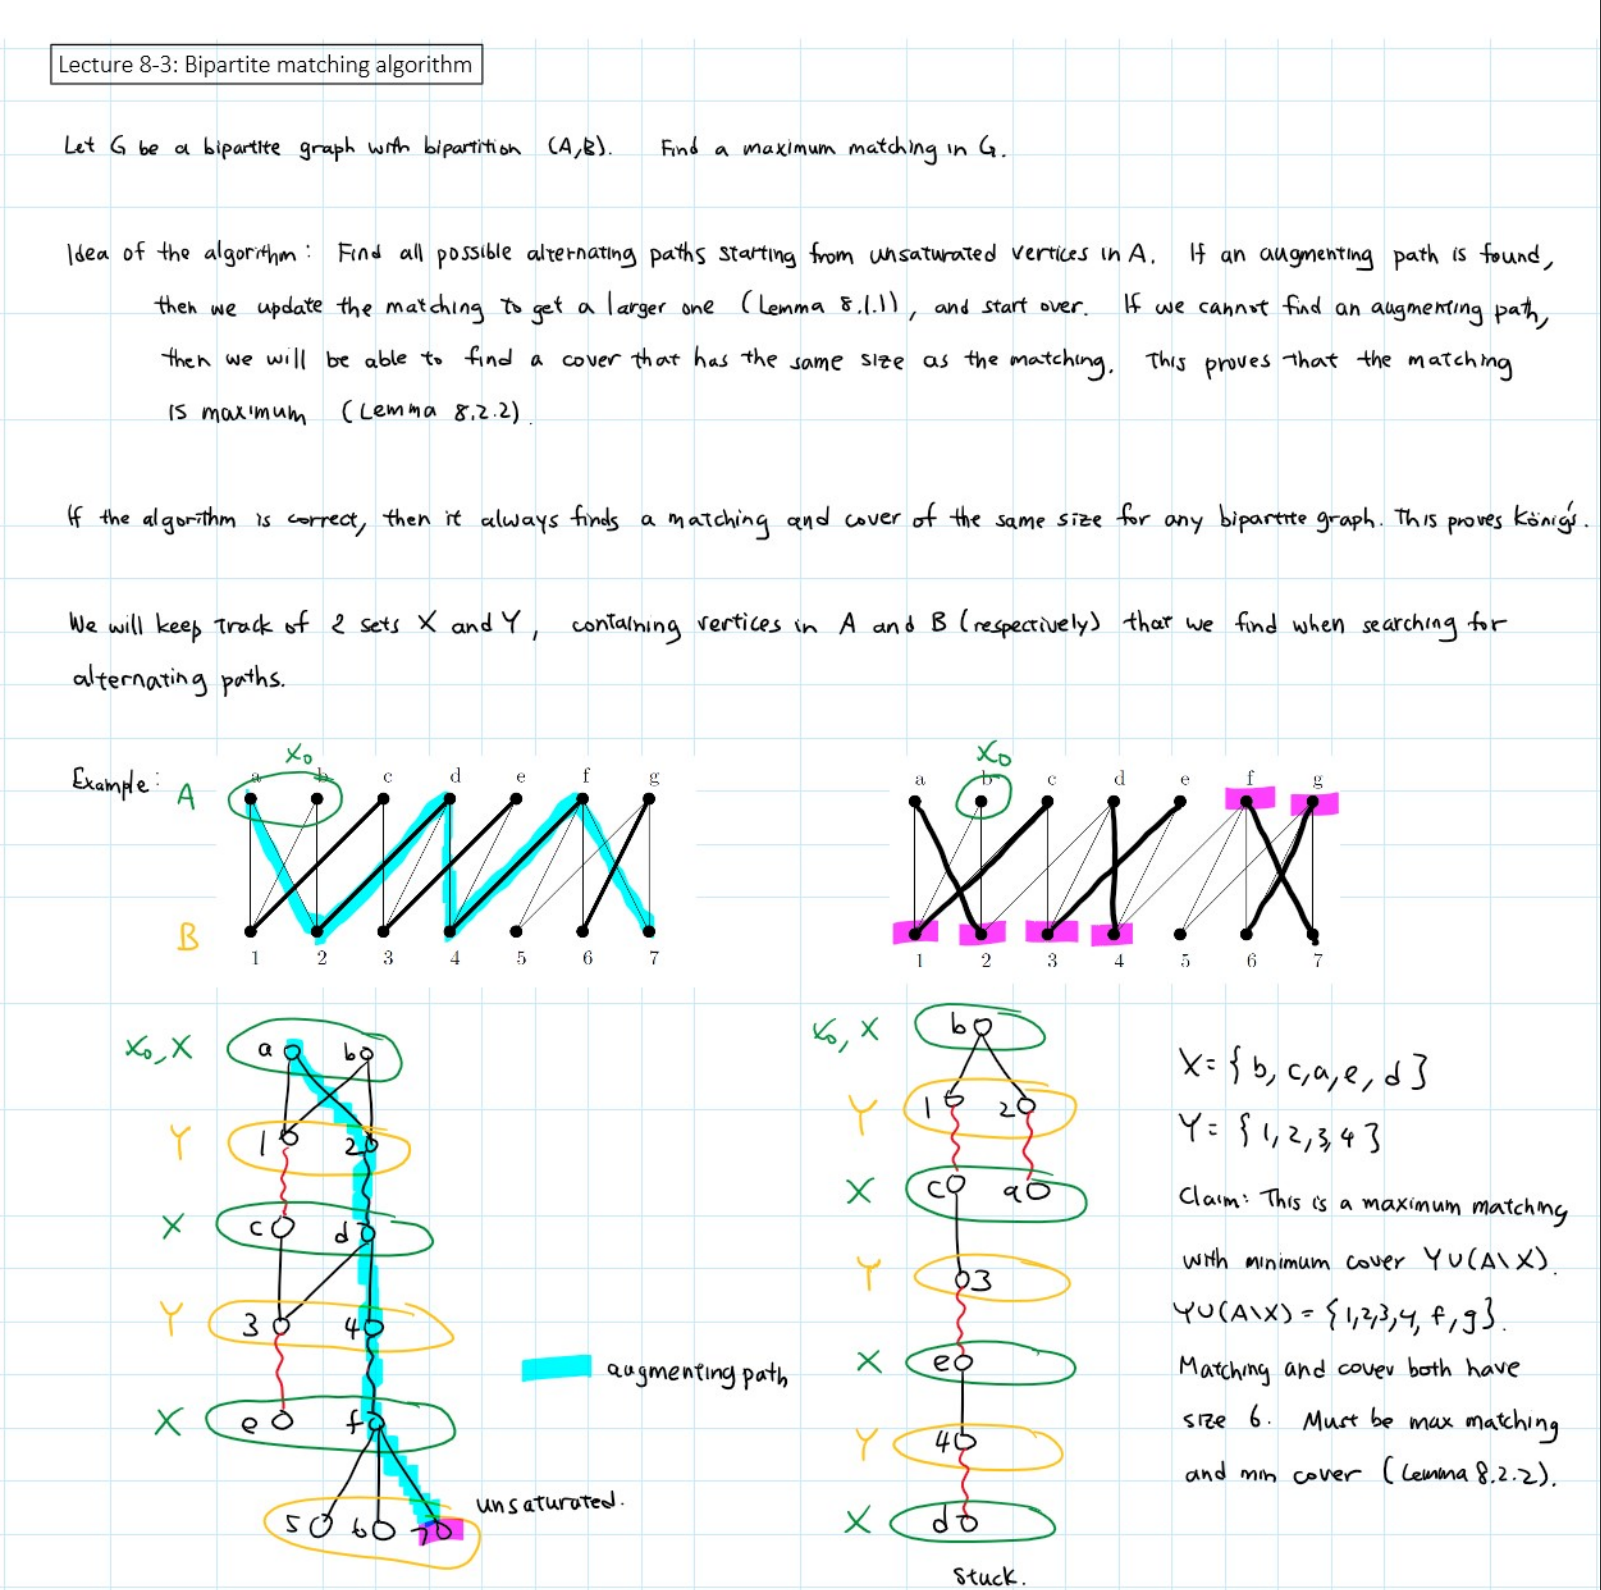 Lecture 8-3: Bipartite matching algorithm
Let G be a bipartite graph with bipartition (A,B). Find a maximum matching in G.
Idea of the algorithm: Find all possible alternating paths starting from unsaturated vertices in A. If an augmenting path is found,
then we update the matching to get a larger one (Lemma 8.1.1), and start over. If we cannot find an augmenting path,
then we will be able to find a cover that has the same size as the matching. This proves that the matching
is maximum (Lemma 8.2.2).
If the algorithm is correct, then it always finds a matching and cover of the same size for any bipartite graph. This proves König's.
We will keep track of 2 sets X and Y, containing vertices in A and B (respectively) that we find when searching for
alternating paths.
Example:
X₀
A
a b c d e f g
B
1 2 3 4 5 6 7
X₀, X
a b
Y
1 2
X
c d
Y
3 4
X
e f
5 6 7
unsaturated.
augmenting path
X₀
a b c d e f g
1 2 3 4 5 6 7
X₀, X
b
Y
1 2
X
c a
Y
3
X
e
Y
4
X
d
Stuck.
X = { b, c, a, e, d }
Y = { 1, 2, 3, 4 }
Claim: This is a maximum matching
with minimum cover Y∪(A\X).
Y∪(A\X) = {1,2,3,4, f, g}.
Matching and cover both have
size 6. Must be max matching
and min cover (Lemma 8.2.2).